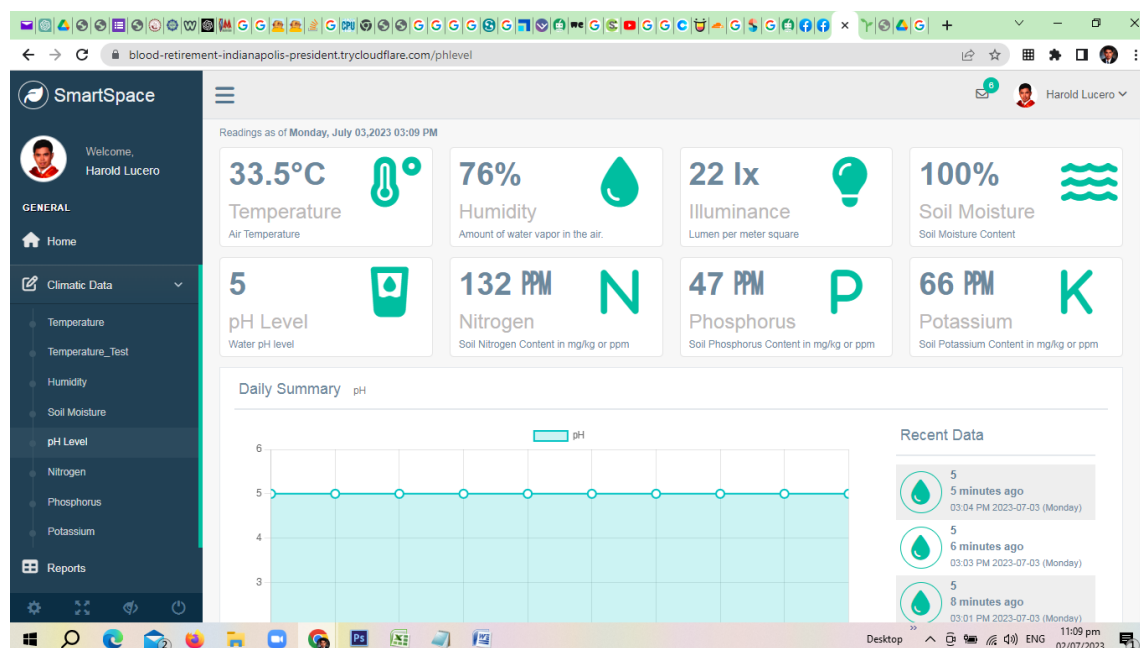 blood-retirement-indianapolis-president.trycloudflare.com/phlevel
SmartSpace
6
Harold Lucero
Welcome,
Harold Lucero
GENERAL
Home
Climatic Data
Temperature
Temperature_Test
Humidity
Soil Moisture
pH Level
Nitrogen
Phosphorus
Potassium
Reports
Readings as of Monday, July 03,2023 03:09 PM
33.5°C
Temperature
Air Temperature
76%
Humidity
Amount of water vapor in the air.
22 lx
Illuminance
Lumen per meter square
100%
Soil Moisture
Soil Moisture Content
5
pH Level
Water pH level
132 PPM
N
Nitrogen
Soil Nitrogen Content in mg/kg or ppm
47 PPM
P
Phosphorus
Soil Phosphorus Content in mg/kg or ppm
66 PPM
K
Potassium
Soil Potassium Content in mg/kg or ppm
Daily Summary pH
pH
6
5
4
3
Recent Data
5
5 minutes ago
03:04 PM 2023-07-03 (Monday)
5
6 minutes ago
03:03 PM 2023-07-03 (Monday)
5
8 minutes ago
03:01 PM 2023-07-03 (Monday)
Desktop
ENG
11:09 pm
02/07/2023